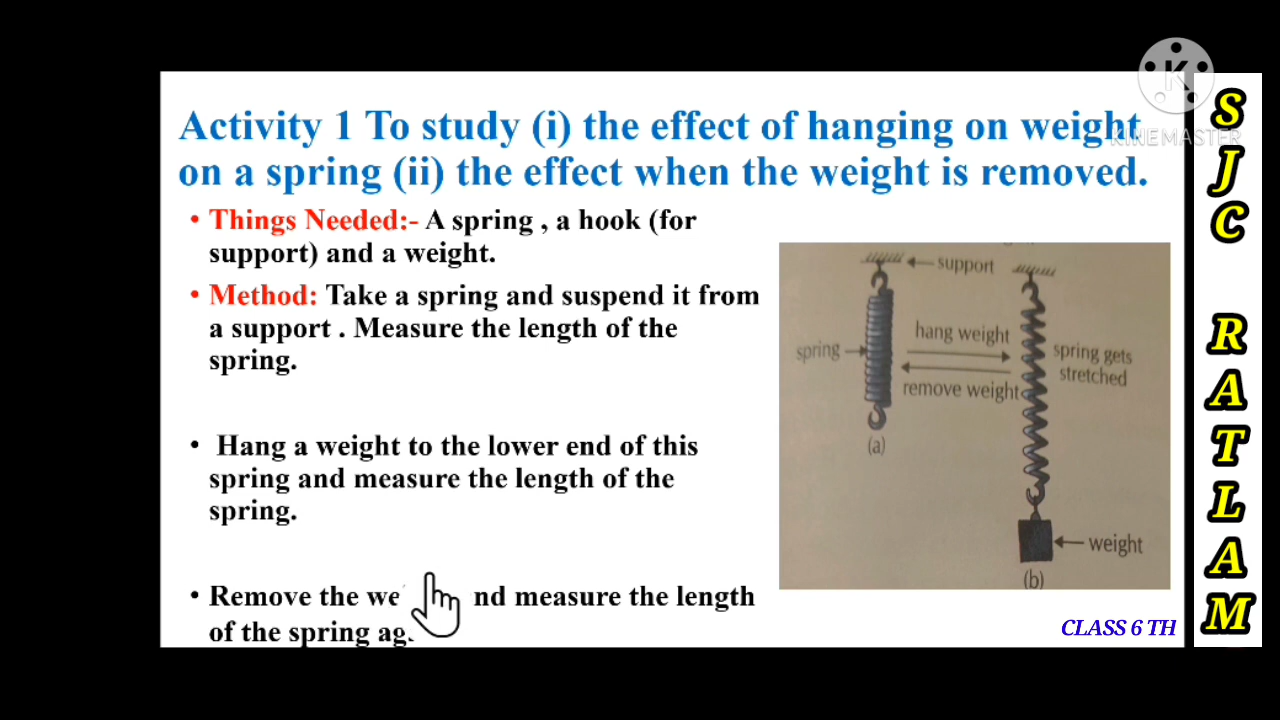 Activity 1 To study (i) the effect of hanging on weight
on a spring (ii) the effect when the weight is removed.
• Things Needed:- A spring , a hook (for
support) and a weight.
• Method: Take a spring and suspend it from
a support . Measure the length of the
spring.
• Hang a weight to the lower end of this
spring and measure the length of the
spring.
• Remove the nd measure the length
of the spring
support
spring
hang weight
remove weight
spring gets
stretched
(a)
weight
(b)
CLASS 6 TH
K
KINEMASTER
SJC
RATLAM